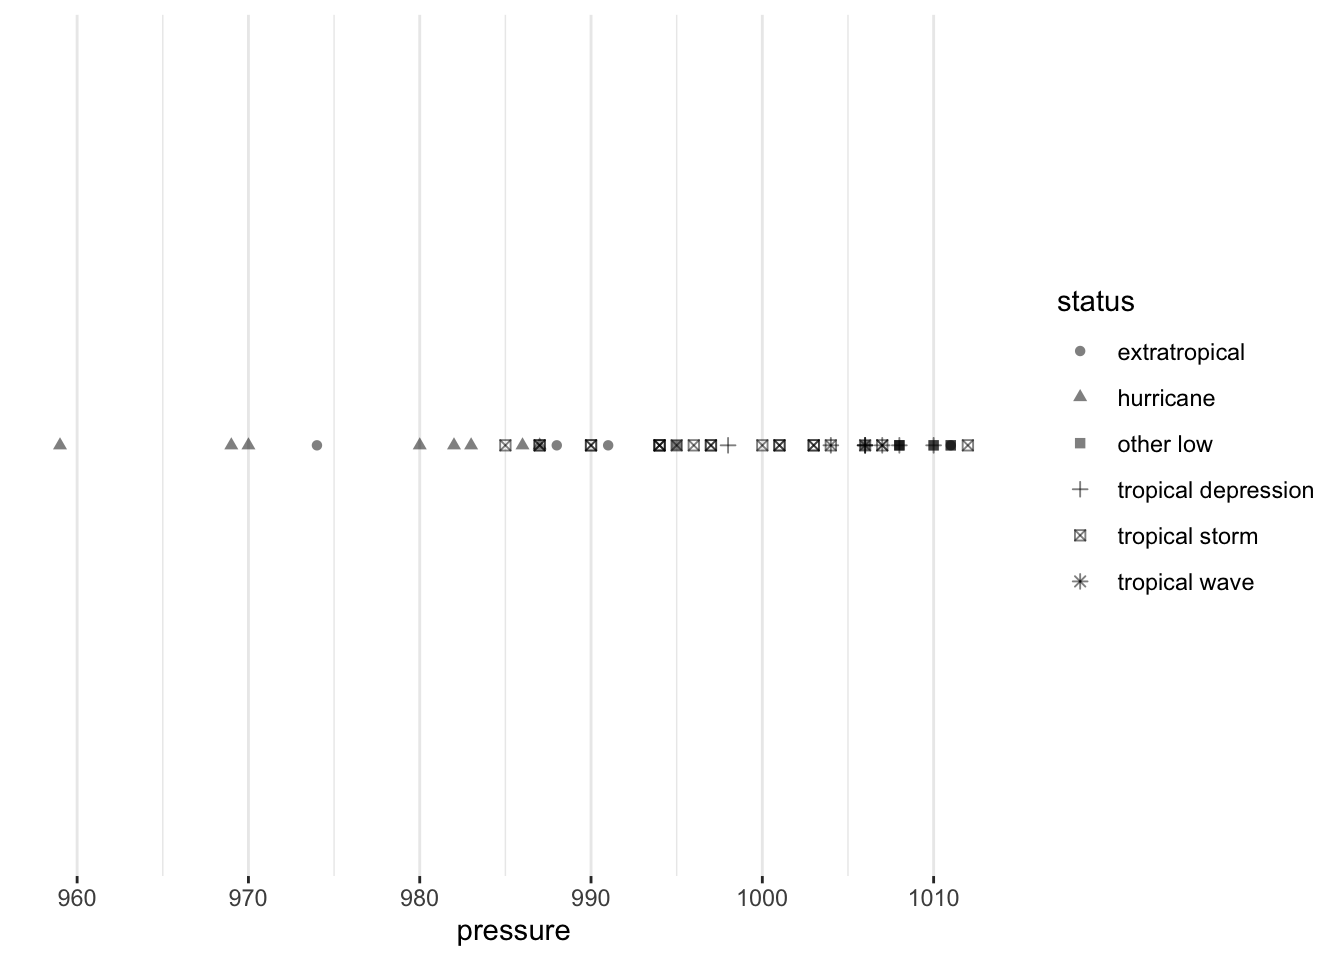 status
extratropical
hurricane
other low
tropical depression
tropical storm
tropical wave
960 970 980 990 1000 1010
pressure